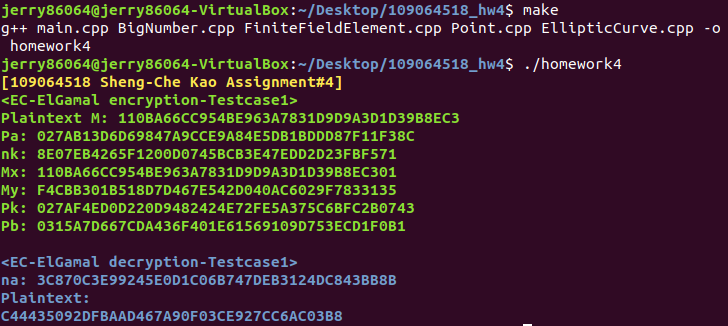 jerry86064@jerry86064-VirtualBox:~/Desktop/109064518_hw4$ make
g++ main.cpp BigNumber.cpp FiniteFieldElement.cpp Point.cpp EllipticCurve.cpp -o
 homework4
jerry86064@jerry86064-VirtualBox:~/Desktop/109064518_hw4$ ./homework4
[109064518 Sheng-Che Kao Assignment#4]
<EC-ElGamal encryption-Testcase1>
Plaintext M: 110BA66CC954BE963A7831D9D9A3D1D39B8EC3
Pa: 027AB13D6D69847A9CCE9A84E5DB1BDDD87F11F38C
nk: 8E07EB4265F1200D0745BCB3E47EDD2D23FBF571
Mx: 110BA66CC954BE963A7831D9D9A3D1D39B8EC301
My: F4CBB301B518D7D467E542D040AC6029F7833135
Pk: 027AF4ED0D220D9482424E72FE5A375C6BFC2B0743
Pb: 0315A7D667CDA436F401E61569109D753ECD1F0B1
<EC-ElGamal decryption-Testcase1>
na: 3C870C3E99245E0D1C06B747DEB3124DC843BB8B
Plaintext:
C44435092DFBAAD467A90F03CE927CC6AC03B8